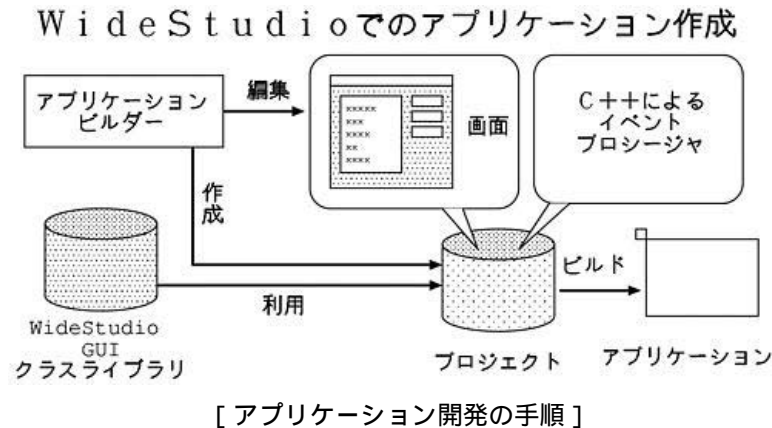 ＷｉｄｅＳｔｕｄｉｏでのアプリケーション作成
アプリケーション
ビルダー
編集
xxxxx
xxx
xxxx
xx
xxxx
画面
Ｃ＋＋による
イベント
プロシージャ
作
成
利用
WideStudio
GUI
クラスライブラリ
プロジェクト
ビルド
アプリケーション
[ アプリケーション開発の手順 ]